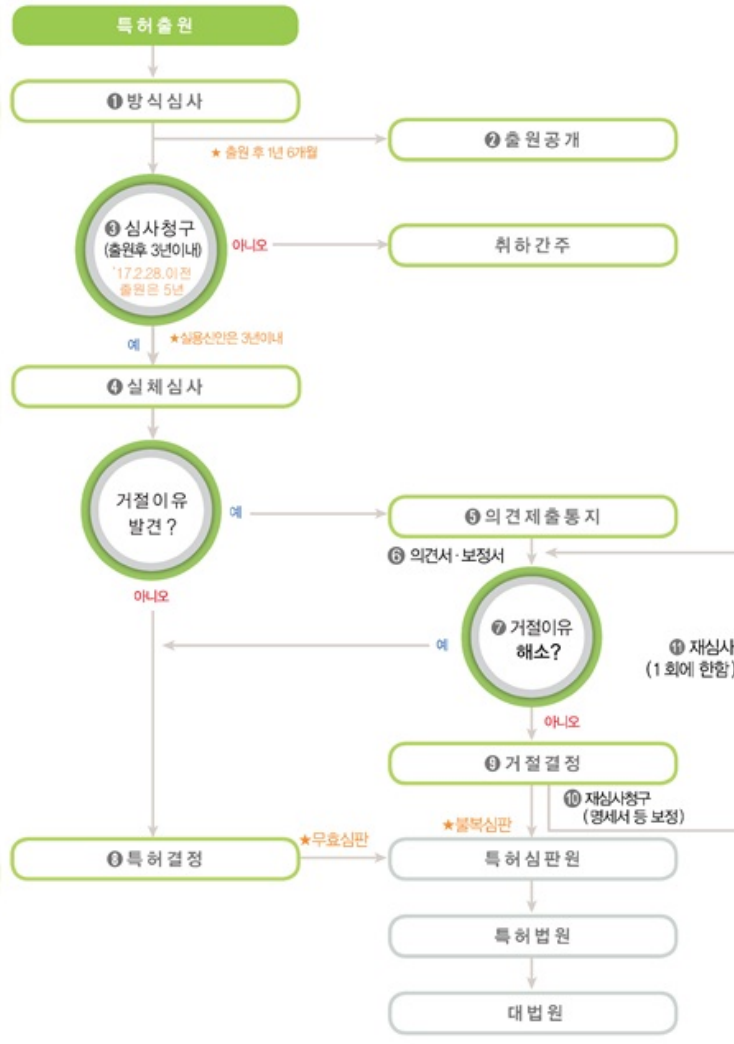 특허출원
❶ 방식심사
★ 출원 후 1년 6개월
❷ 출원공개
❸ 심사청구
(출원후 3년이내)
'17.2.28.이전
출원은 5년
아니오
취하간주
예
★실용신안은 3년이내
❹ 실체심사
거절이유
발견?
예
❺ 의견제출통지
❻ 의견서·보정서
아니오
❼ 거절이유
해소?
예
⓫ 재심사
(1회에 한함)
아니오
❾ 거절결정
❿ 재심사청구
(명세서 등 보정)
★불복심판
❽ 특허결정
★무효심판
특허심판원
특허법원
대법원